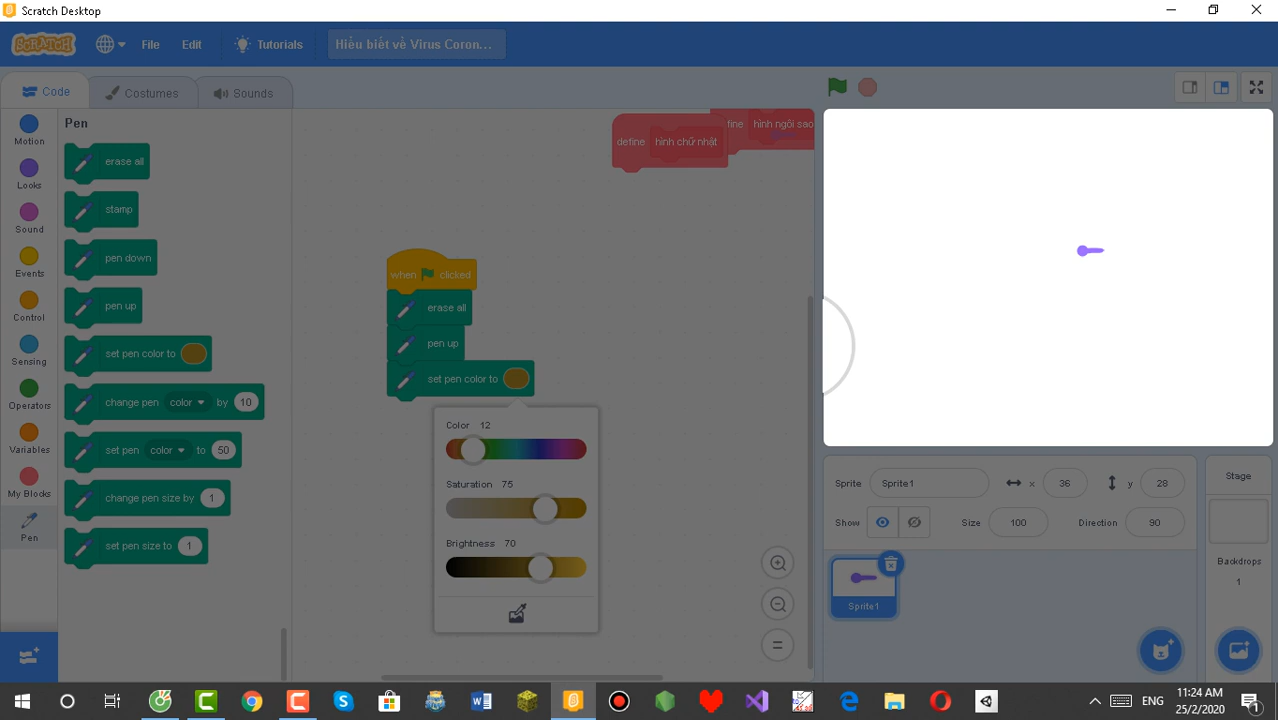 Scratch Desktop
SCRATCH
File
Edit
Tutorials
Hiểu biết về Virus Coron...
Code
Costumes
Sounds
Motion
Looks
Sound
Events
Control
Sensing
Operators
Variables
My Blocks
Pen
Pen
erase all
stamp
pen down
pen up
set pen color to
change pen color by 10
set pen color to 50
change pen size by 1
set pen size to 1
define hình chữ nhật
fine hình ngôi sao
when clicked
erase all
pen up
set pen color to
Color 12
Saturation 75
Brightness 70
Sprite Sprite1 x 36 y 28
Show Size 100 Direction 90
Sprite1
Stage
Backdrops
1
ENG
11:24 AM
25/2/2020
1